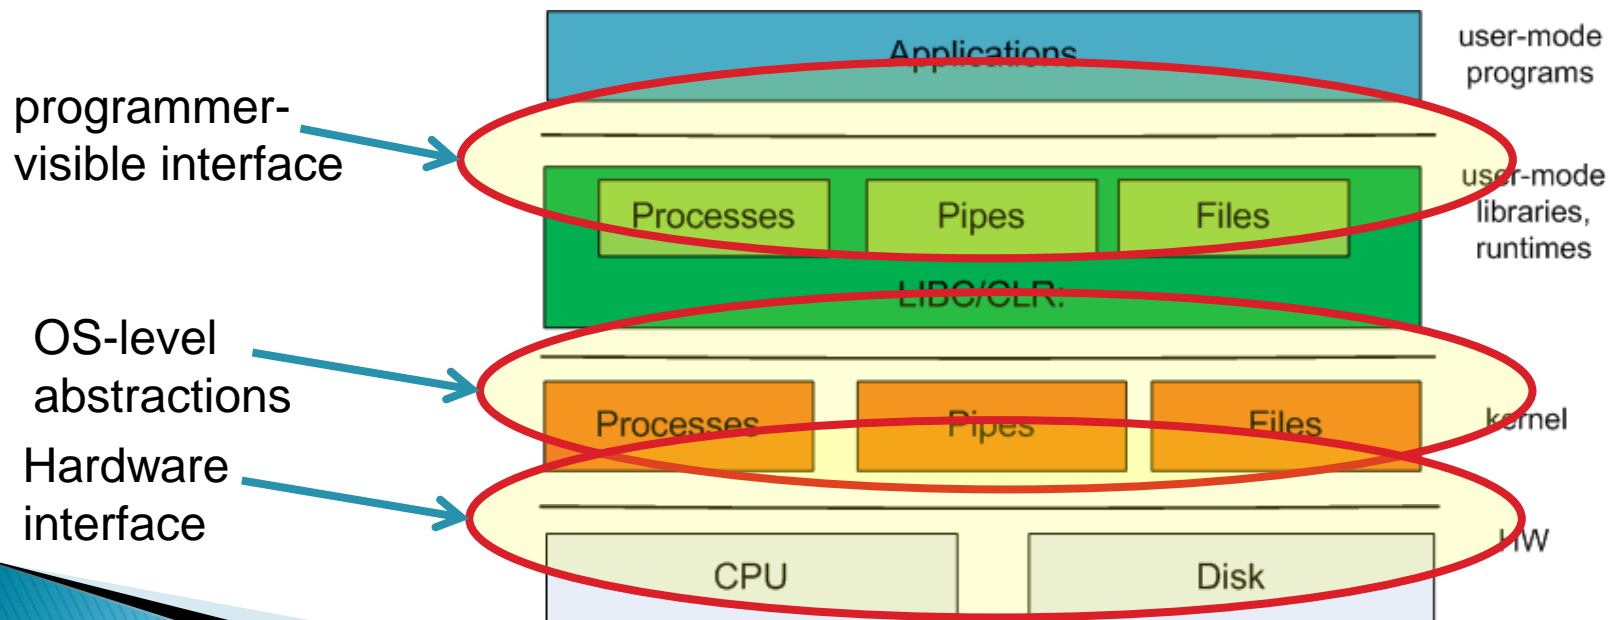 Applications
user-mode
programs
programmer-
visible interface
Processes
Pipes
Files
user-mode
libraries,
runtimes
LIBC/CLR:
OS-level
abstractions
Processes
Pipes
Files
kernel
Hardware
interface
HW
CPU
Disk